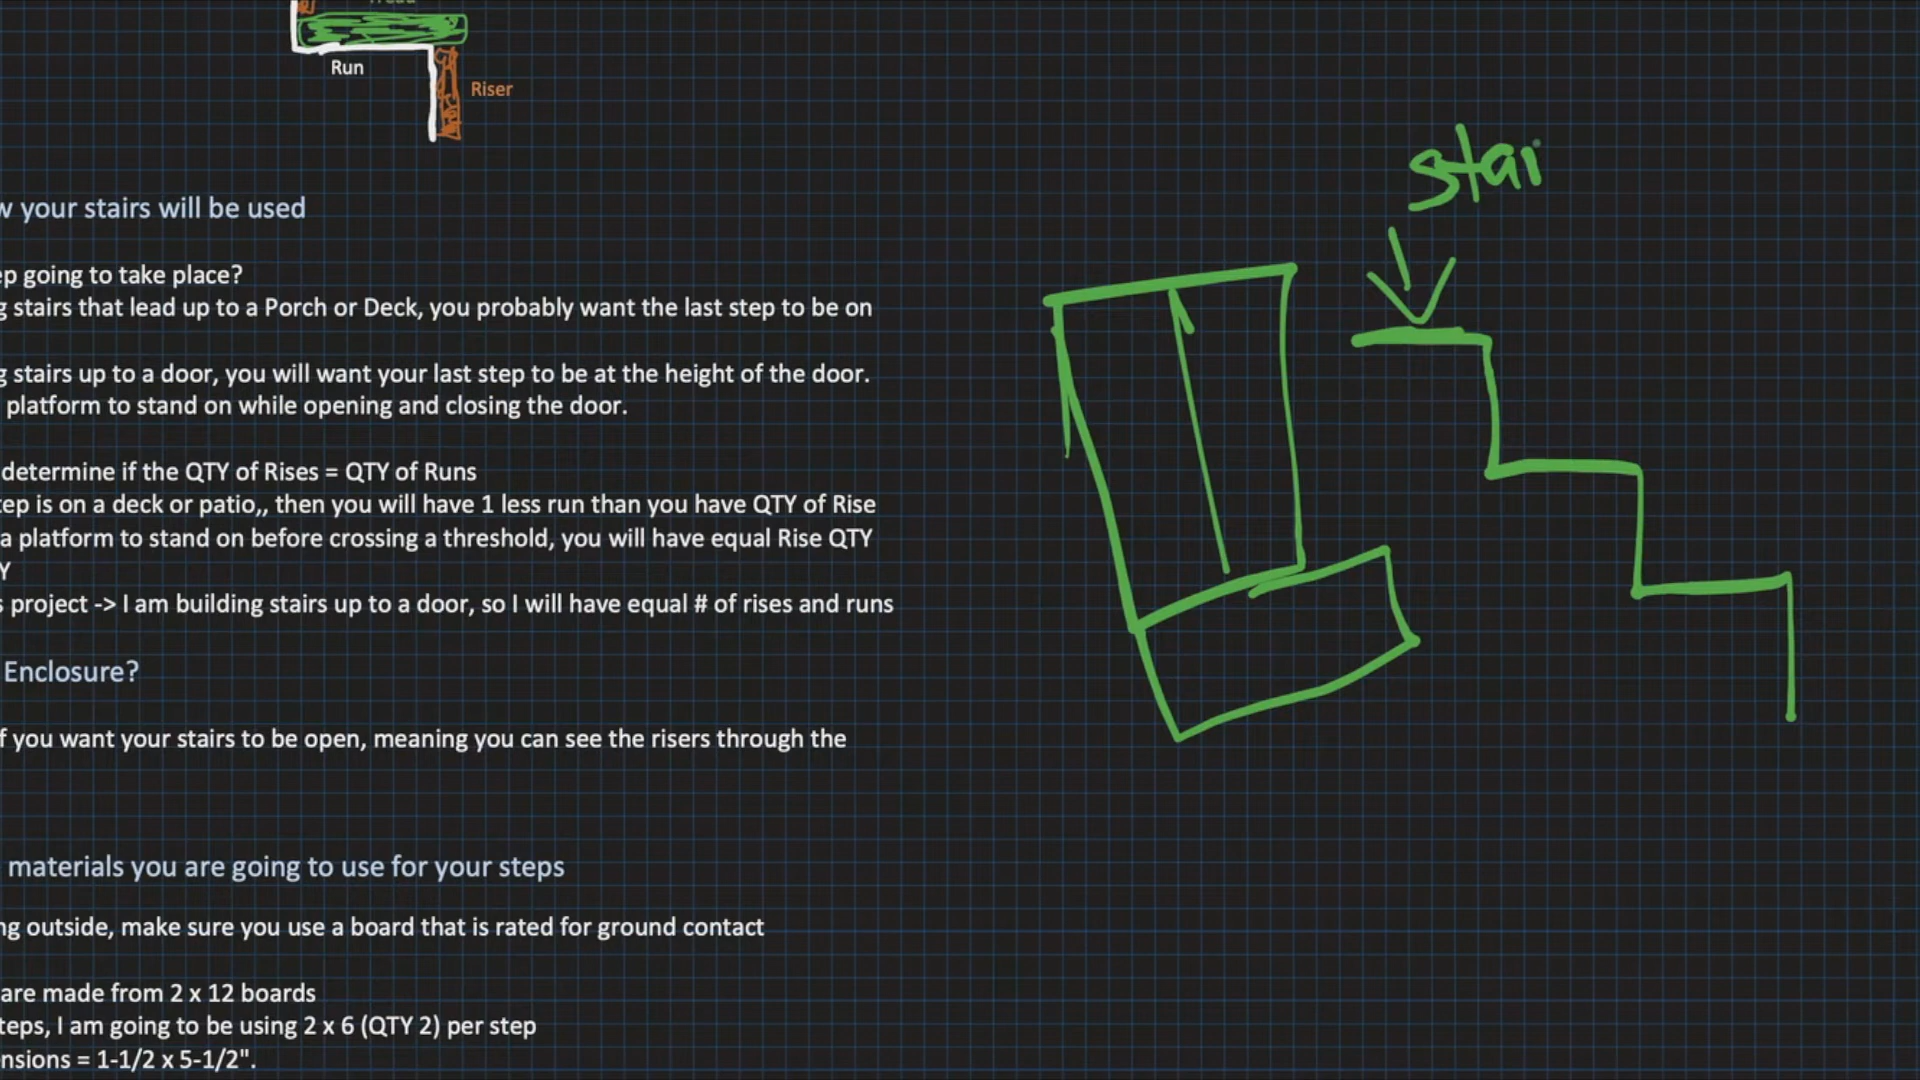 Run
Riser
stai
w your stairs will be used
ep going to take place?
g stairs that lead up to a Porch or Deck, you probably want the last step to be on
g stairs up to a door, you will want your last step to be at the height of the door.
platform to stand on while opening and closing the door.
determine if the QTY of Rises = QTY of Runs
tep is on a deck or patio,, then you will have 1 less run than you have QTY of Rise
a platform to stand on before crossing a threshold, you will have equal Rise QTY
Y
s project -> I am building stairs up to a door, so I will have equal # of rises and runs
Enclosure?
f you want your stairs to be open, meaning you can see the risers through the
materials you are going to use for your steps
ng outside, make sure you use a board that is rated for ground contact
are made from 2 x 12 boards
teps, I am going to be using 2 x 6 (QTY 2) per step
nsions = 1-1/2 x 5-1/2".